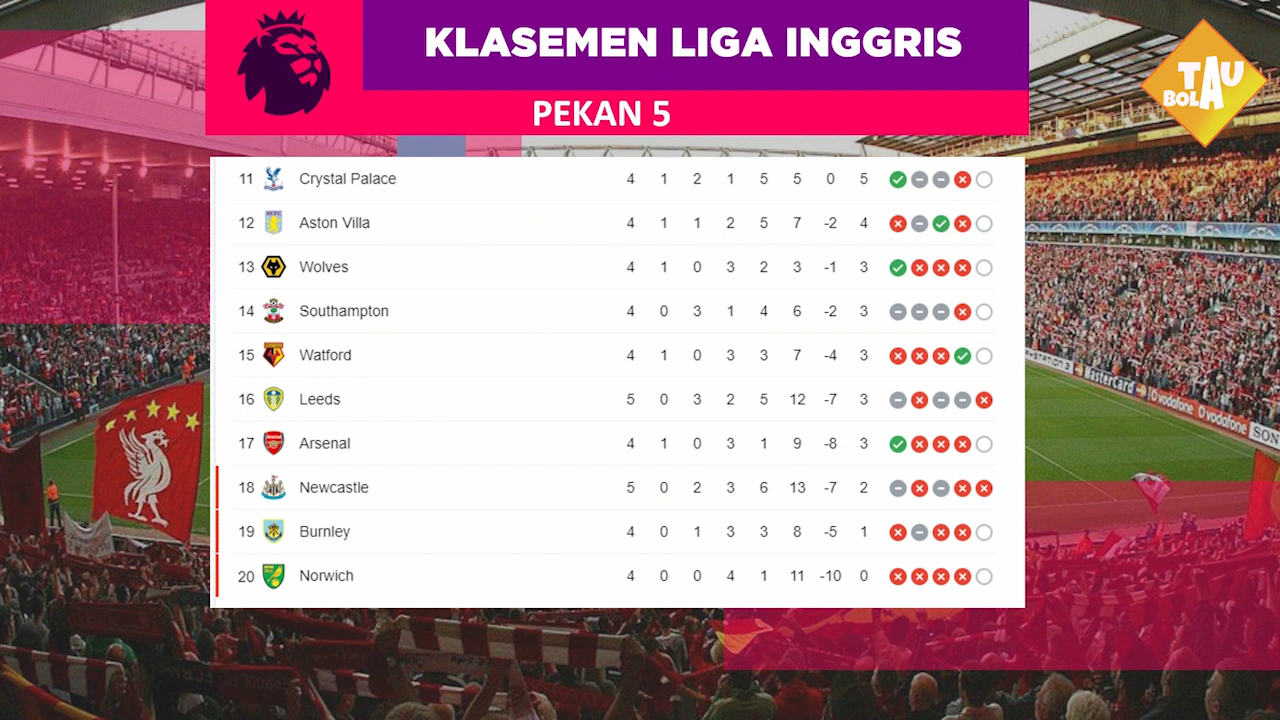 KLASEMEN LIGA INGGRIS
PEKAN 5
TAU
BOLA
11 Crystal Palace 4 1 2 1 5 5 0 5
12 Aston Villa 4 1 1 2 5 7 -2 4
13 Wolves 4 1 0 3 2 3 -1 3
14 Southampton 4 0 3 1 4 6 -2 3
15 Watford 4 1 0 3 3 7 -4 3
16 Leeds 5 0 3 2 5 12 -7 3
17 Arsenal 4 1 0 3 1 9 -8 3
18 Newcastle 5 0 2 3 6 13 -7 2
19 Burnley 4 0 1 3 3 8 -5 1
20 Norwich 4 0 0 4 1 11 -10 0
MasterCard vodafone vodafone SON